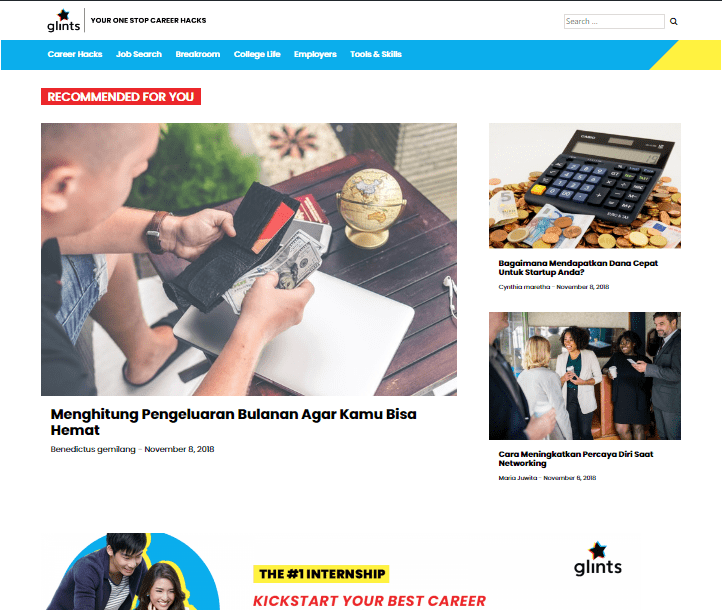 glints
YOUR ONE STOP CAREER HACKS
Search ...
Career Hacks Job Search Breakroom College Life Employers Tools & Skills
RECOMMENDED FOR YOU
Menghitung Pengeluaran Bulanan Agar Kamu Bisa
Hemat
Benedictus gemilang - November 8, 2018
CASIO
5
Bagaimana Mendapatkan Dana Cepat
Untuk Startup Anda?
Cynthia maretha - November 8, 2018
Cara Meningkatkan Percaya Diri Saat
Networking
Maria Juwita - November 8, 2018
THE #1 INTERNSHIP
KICKSTART YOUR BEST CAREER
glints